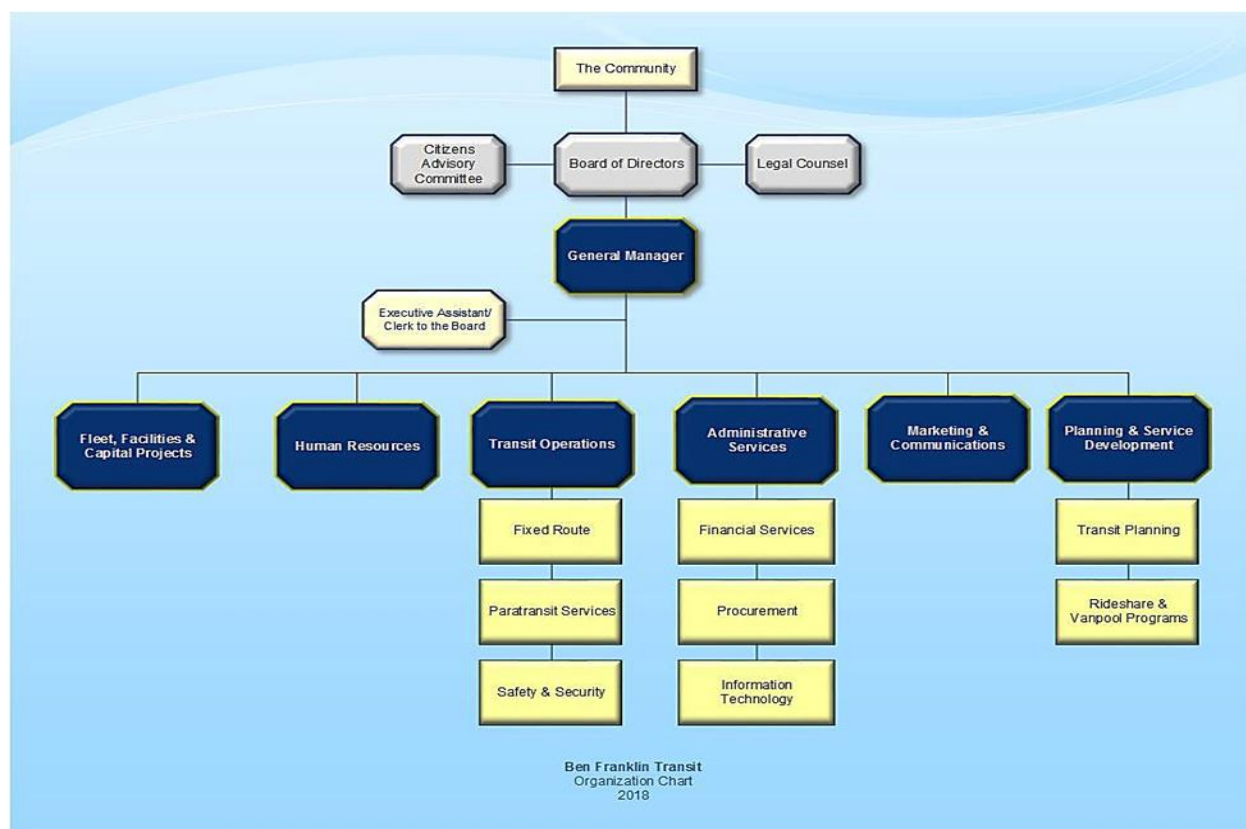 The Community
Citizens
Advisory
Committee
Board of Directors
Legal Counsel
General Manager
Executive Assistant/
Clerk to the Board
Fleet, Facilities &
Capital Projects
Human Resources
Transit Operations
Administrative
Services
Marketing &
Communications
Planning & Service
Development
Fixed Route
Financial Services
Transit Planning
Paratransit Services
Procurement
Rideshare &
Vanpool Programs
Safety & Security
Information
Technology
Ben Franklin Transit
Organization Chart
2018